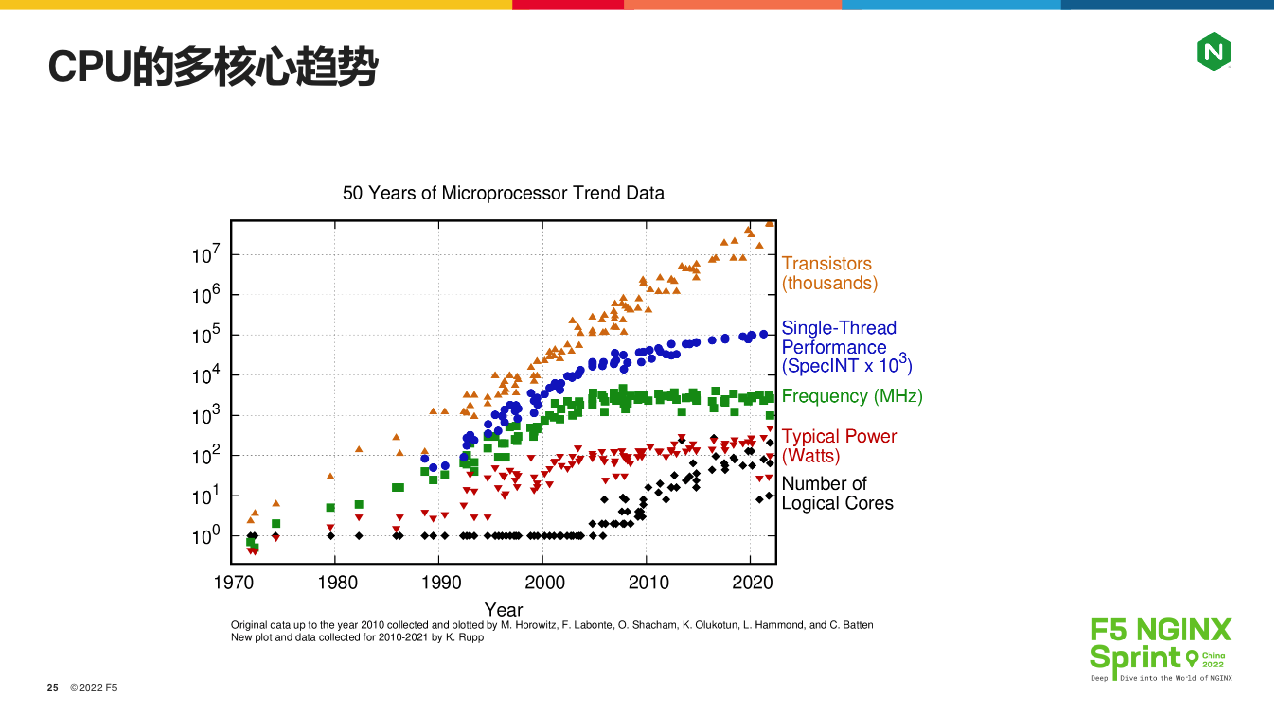 CPU的多核心趋势
N
50 Years of Microprocessor Trend Data
10^7
10^6
10^5
10^4
10^3
10^2
10^1
10^0
Transistors
(thousands)
Single-Thread
Performance
(SpecINT x 10^3)
Frequency (MHz)
Typical Power
(Watts)
Number of
Logical Cores
1970 1980 1990 2000 2010 2020
Year
Original data up to the year 2010 collected and plotted by M. Horowitz, F. Labonte, O. Shacham, K. Olukotun, L. Hammond, and C. Batten
New plot and data collected for 2010-2021 by K. Rupp
F5 NGINX
Sprint China 2022
Deep Dive into the World of NGINX
25 ©2022 F5